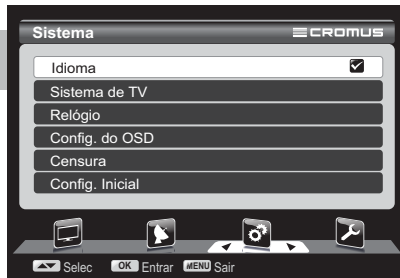 Sistema CROMUS
Idioma
Sistema de TV
Relógio
Config. do OSD
Censura
Config. Inicial
Selec OK Entrar MENU Sair